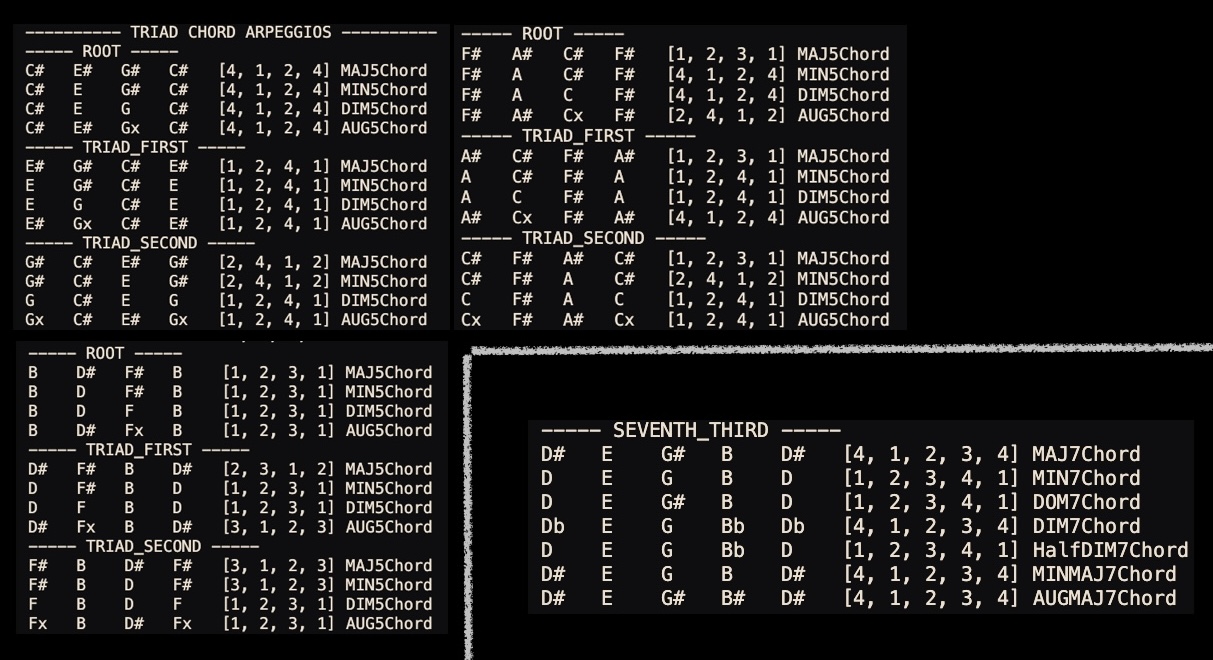 ---------- TRIAD CHORD ARPEGGIOS ----------
----- ROOT -----
C# E# G# C# [4, 1, 2, 4] MAJ5Chord
C# E G# C# [4, 1, 2, 4] MIN5Chord
C# E G C# [4, 1, 2, 4] DIM5Chord
C# E# Gx C# [4, 1, 2, 4] AUG5Chord
----- TRIAD_FIRST -----
E# G# C# E# [1, 2, 4, 1] MAJ5Chord
E G# C# E [1, 2, 4, 1] MIN5Chord
E G C# E [1, 2, 4, 1] DIM5Chord
E# Gx C# E# [1, 2, 4, 1] AUG5Chord
----- TRIAD_SECOND -----
G# C# E# G# [2, 4, 1, 2] MAJ5Chord
G# C# E G# [2, 4, 1, 2] MIN5Chord
G C# E G [1, 2, 4, 1] DIM5Chord
Gx C# E# Gx [1, 2, 4, 1] AUG5Chord
----- ROOT -----
F# A# C# F# [1, 2, 3, 1] MAJ5Chord
F# A C# F# [4, 1, 2, 4] MIN5Chord
F# A C F# [4, 1, 2, 4] DIM5Chord
F# A# Cx F# [2, 4, 1, 2] AUG5Chord
----- TRIAD_FIRST -----
A# C# F# A# [1, 2, 3, 1] MAJ5Chord
A C# F# A [1, 2, 4, 1] MIN5Chord
A C F# A [1, 2, 4, 1] DIM5Chord
A# Cx F# A# [4, 1, 2, 4] AUG5Chord
----- TRIAD_SECOND -----
C# F# A# C# [1, 2, 3, 1] MAJ5Chord
C# F# A C# [2, 4, 1, 2] MIN5Chord
C F# A C [1, 2, 4, 1] DIM5Chord
Cx F# A# Cx [1, 2, 4, 1] AUG5Chord
----- ROOT -----
B D# F# B [1, 2, 3, 1] MAJ5Chord
B D F# B [1, 2, 3, 1] MIN5Chord
B D F B [1, 2, 3, 1] DIM5Chord
B D# Fx B [1, 2, 3, 1] AUG5Chord
----- TRIAD_FIRST -----
D# F# B D# [2, 3, 1, 2] MAJ5Chord
D F# B D [1, 2, 3, 1] MIN5Chord
D F B D [1, 2, 3, 1] DIM5Chord
D# Fx B D# [3, 1, 2, 3] AUG5Chord
----- TRIAD_SECOND -----
F# B D# F# [3, 1, 2, 3] MAJ5Chord
F# B D F# [3, 1, 2, 3] MIN5Chord
F B D F [1, 2, 3, 1] DIM5Chord
Fx B D# Fx [1, 2, 3, 1] AUG5Chord
----- SEVENTH_THIRD -----
D# E G# B D# [4, 1, 2, 3, 4] MAJ7Chord
D E G B D [1, 2, 3, 4, 1] MIN7Chord
D E G# B D [1, 2, 3, 4, 1] DOM7Chord
Db E G Bb Db [4, 1, 2, 3, 4] DIM7Chord
D E G Bb D [1, 2, 3, 4, 1] HalfDIM7Chord
D# E G B D# [4, 1, 2, 3, 4] MINMAJ7Chord
D# E G# B# D# [4, 1, 2, 3, 4] AUGMAJ7Chord